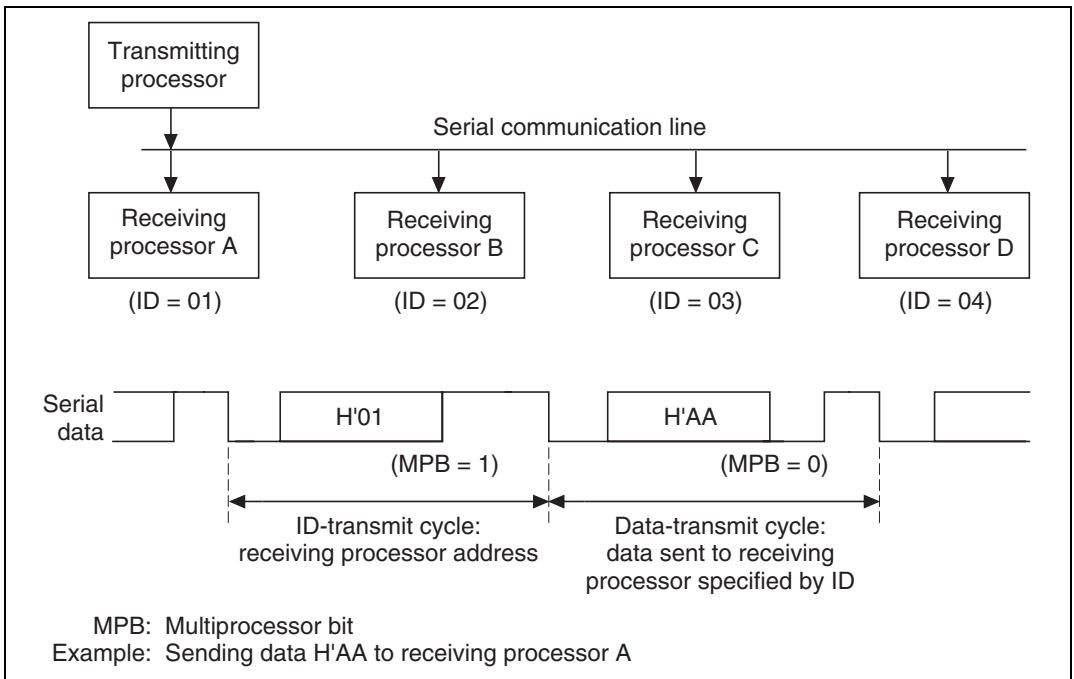 Transmitting
processor
Serial communication line
Receiving
processor A
Receiving
processor B
Receiving
processor C
Receiving
processor D
(ID = 01)
(ID = 02)
(ID = 03)
(ID = 04)
Serial
data
H'01
H'AA
(MPB = 1)
(MPB = 0)
ID-transmit cycle:
receiving processor address
Data-transmit cycle:
data sent to receiving
processor specified by ID
MPB: Multiprocessor bit
Example: Sending data H'AA to receiving processor A